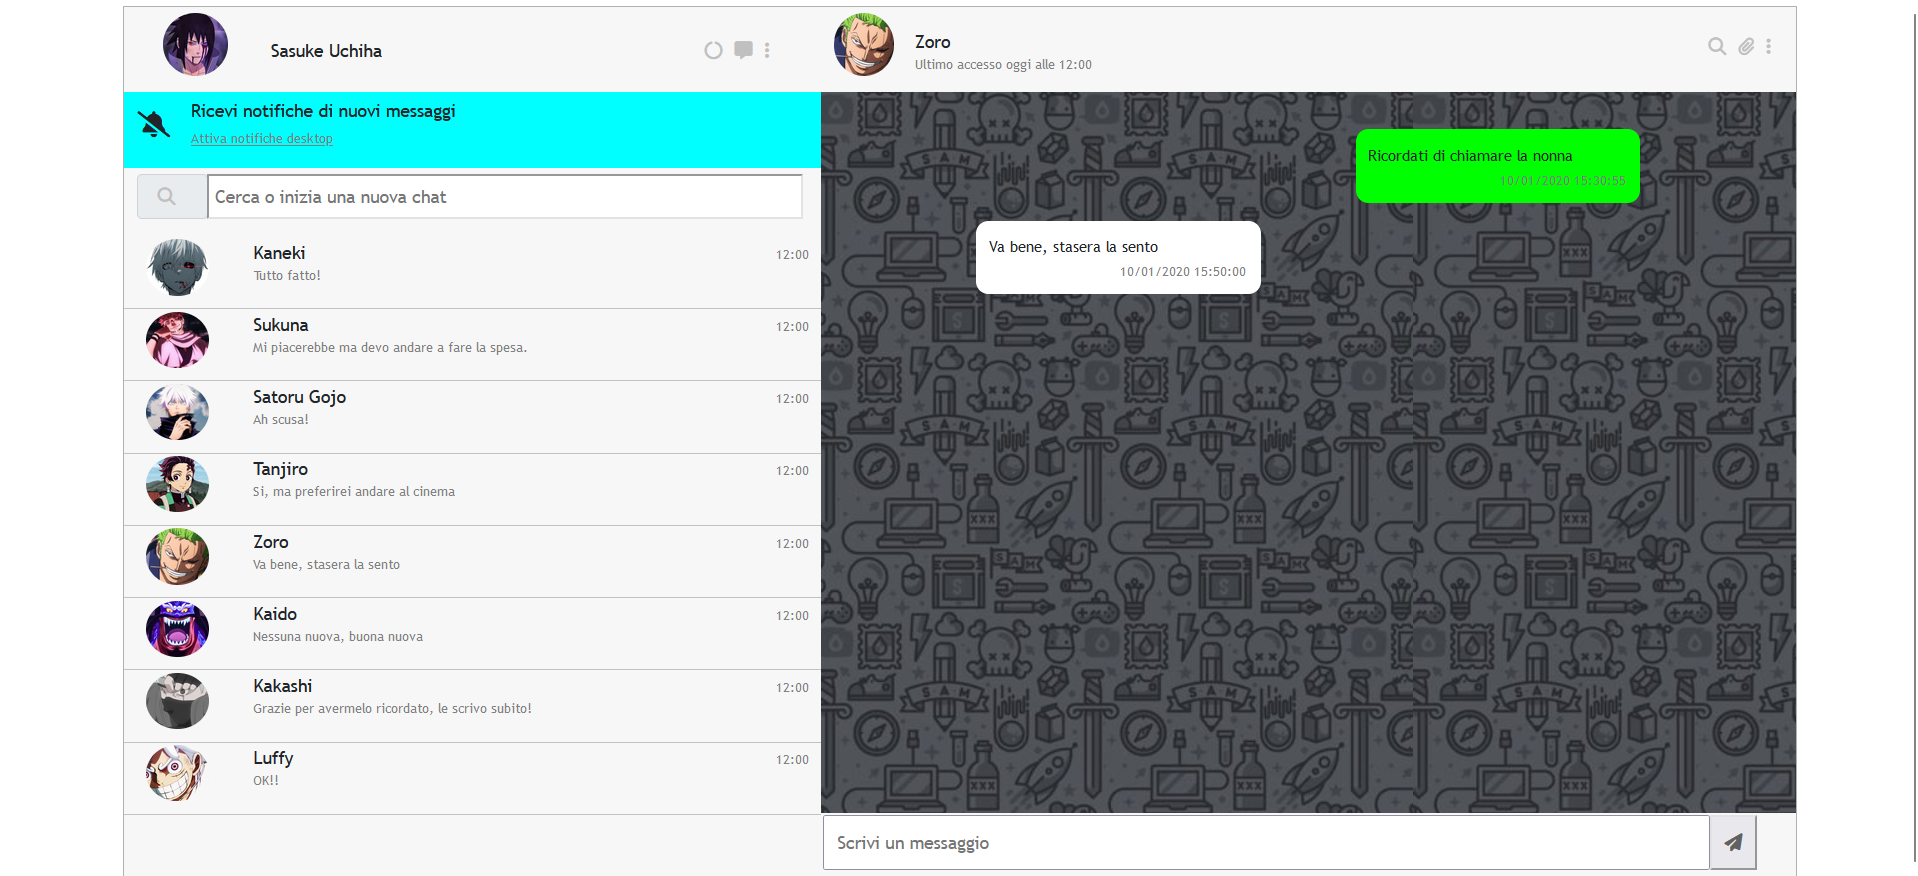 Sasuke Uchiha
Ricevi notifiche di nuovi messaggi
Attiva notifiche desktop
Cerca o inizia una nuova chat
Kaneki
12:00
Tutto fatto!
Sukuna
12:00
Mi piacerebbe ma devo andare a fare la spesa.
Satoru Gojo
12:00
Ah scusa!
Tanjiro
12:00
Si, ma preferirei andare al cinema
Zoro
12:00
Va bene, stasera la sento
Kaido
12:00
Nessuna nuova, buona nuova
Kakashi
12:00
Grazie per avermelo ricordato, le scrivo subito!
Luffy
12:00
OK!!
Zoro
Ultimo accesso oggi alle 12:00
Ricordati di chiamare la nonna
10/01/2020 15:30:55
Va bene, stasera la sento
10/01/2020 15:50:00
Scrivi un messaggio